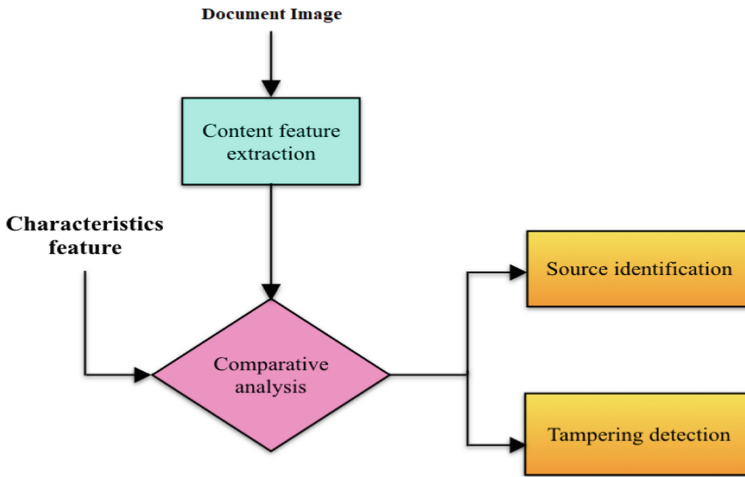 Document Image
Content feature
extraction
Characteristics
feature
Source identification
Comparative
analysis
Tampering detection